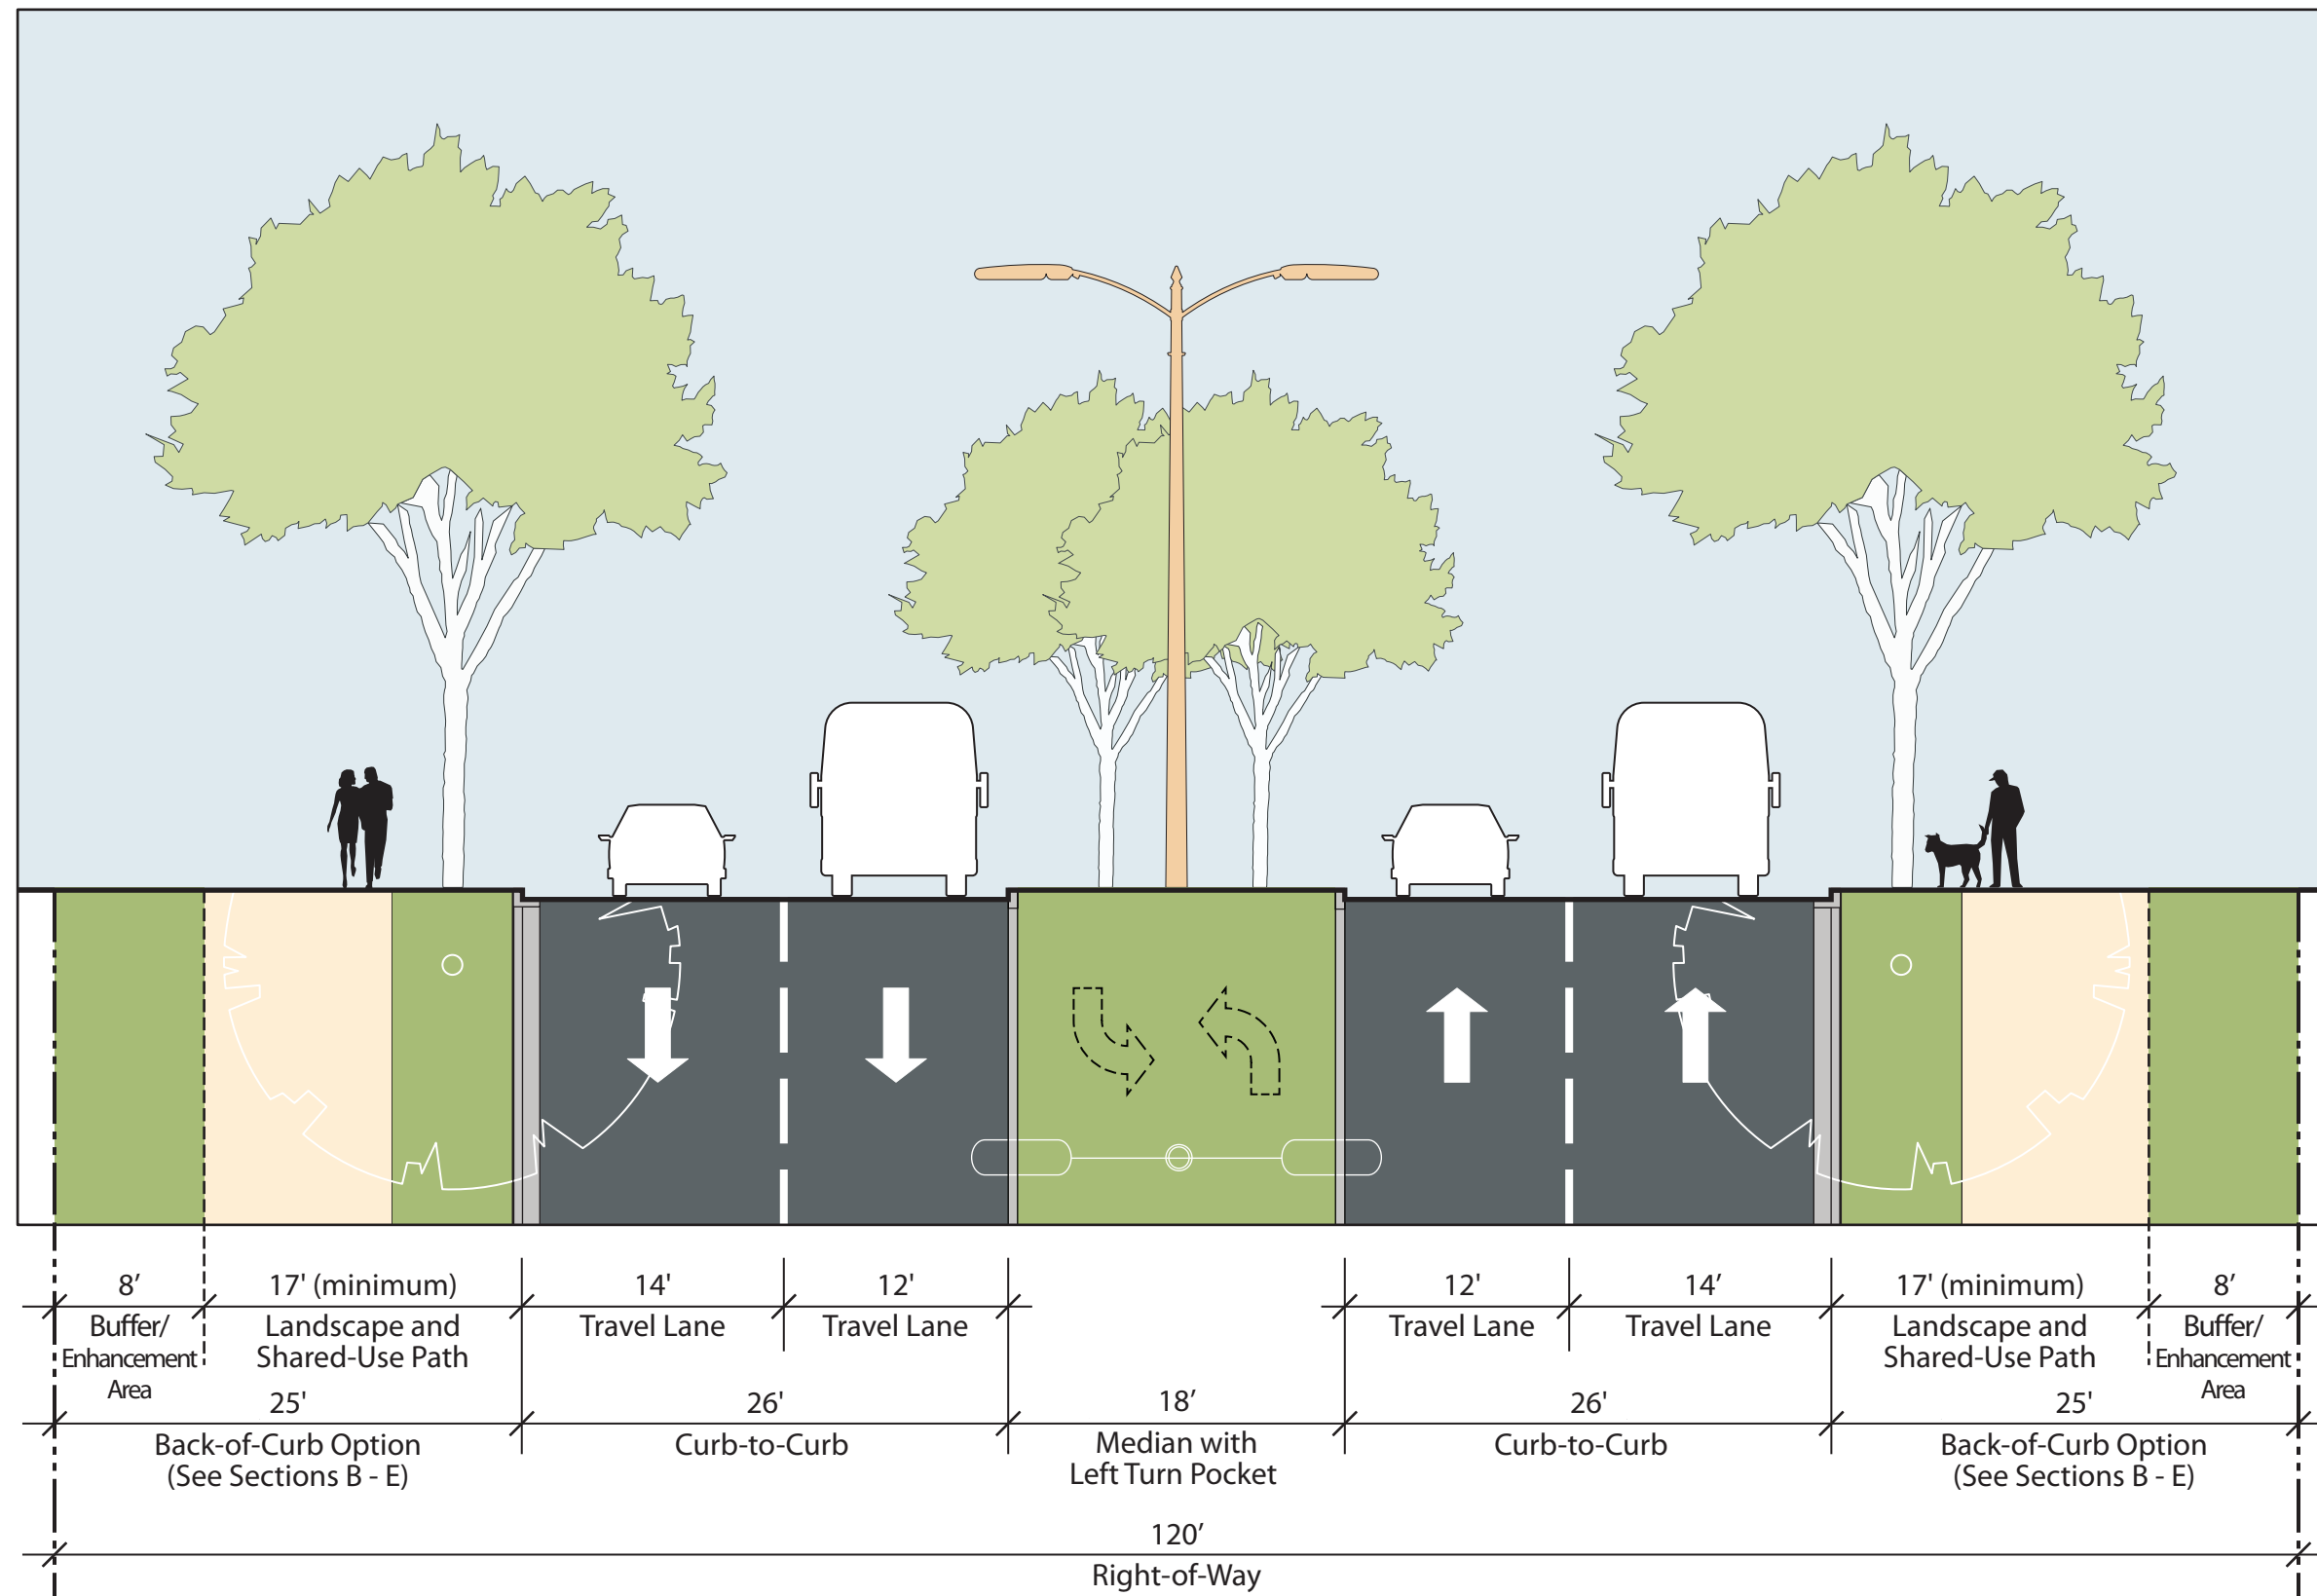 8’
17' (minimum)
14'
12'
12'
14’
17' (minimum)
8’
Buffer/
Enhancement
Area
Landscape and
Shared-Use Path
Travel Lane
Travel Lane
Travel Lane
Travel Lane
Landscape and
Shared-Use Path
Buffer/
Enhancement
Area
25'
26'
18’
26'
25'
Back-of-Curb Option
(See Sections B - E)
Curb-to-Curb
Median with
Left Turn Pocket
Curb-to-Curb
Back-of-Curb Option
(See Sections B - E)
120’
Right-of-Way